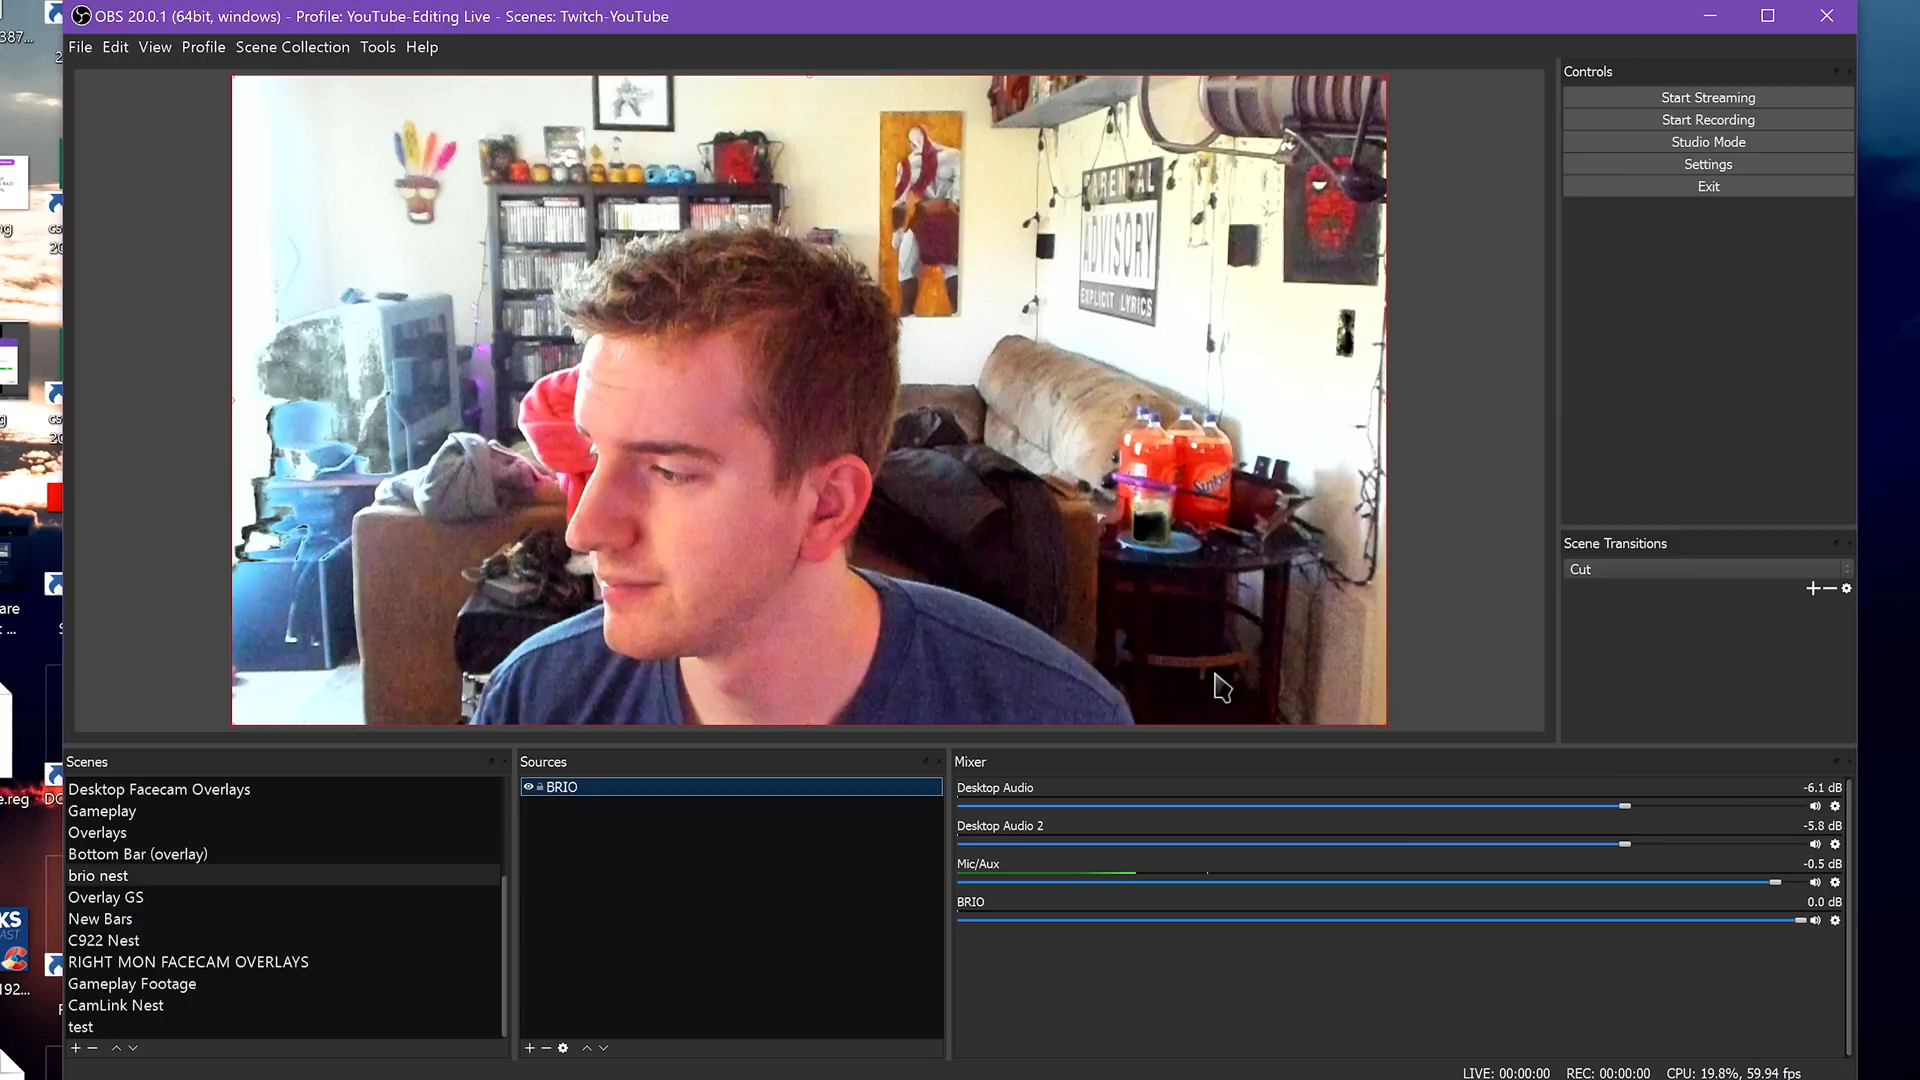 387...
OBS 20.0.1 (64bit, windows) - Profile: YouTube-Editing Live - Scenes: Twitch-YouTube
File Edit View Profile Scene Collection Tools Help
Controls
Start Streaming
Start Recording
Studio Mode
Settings
Exit
ADVISORY
EXPLICIT LYRICS
Sunkist
Scene Transitions
Cut
Scenes
Desktop Facecam Overlays
Gameplay
Overlays
Bottom Bar (overlay)
brio nest
Overlay GS
New Bars
C922 Nest
RIGHT MON FACECAM OVERLAYS
Gameplay Footage
CamLink Nest
test
Sources
BRIO
Mixer
Desktop Audio -6.1 dB
Desktop Audio 2 -5.8 dB
Mic/Aux -0.5 dB
BRIO 0.0 dB
LIVE: 00:00:00 REC: 00:00:00 CPU: 19.8%, 59.94 fps